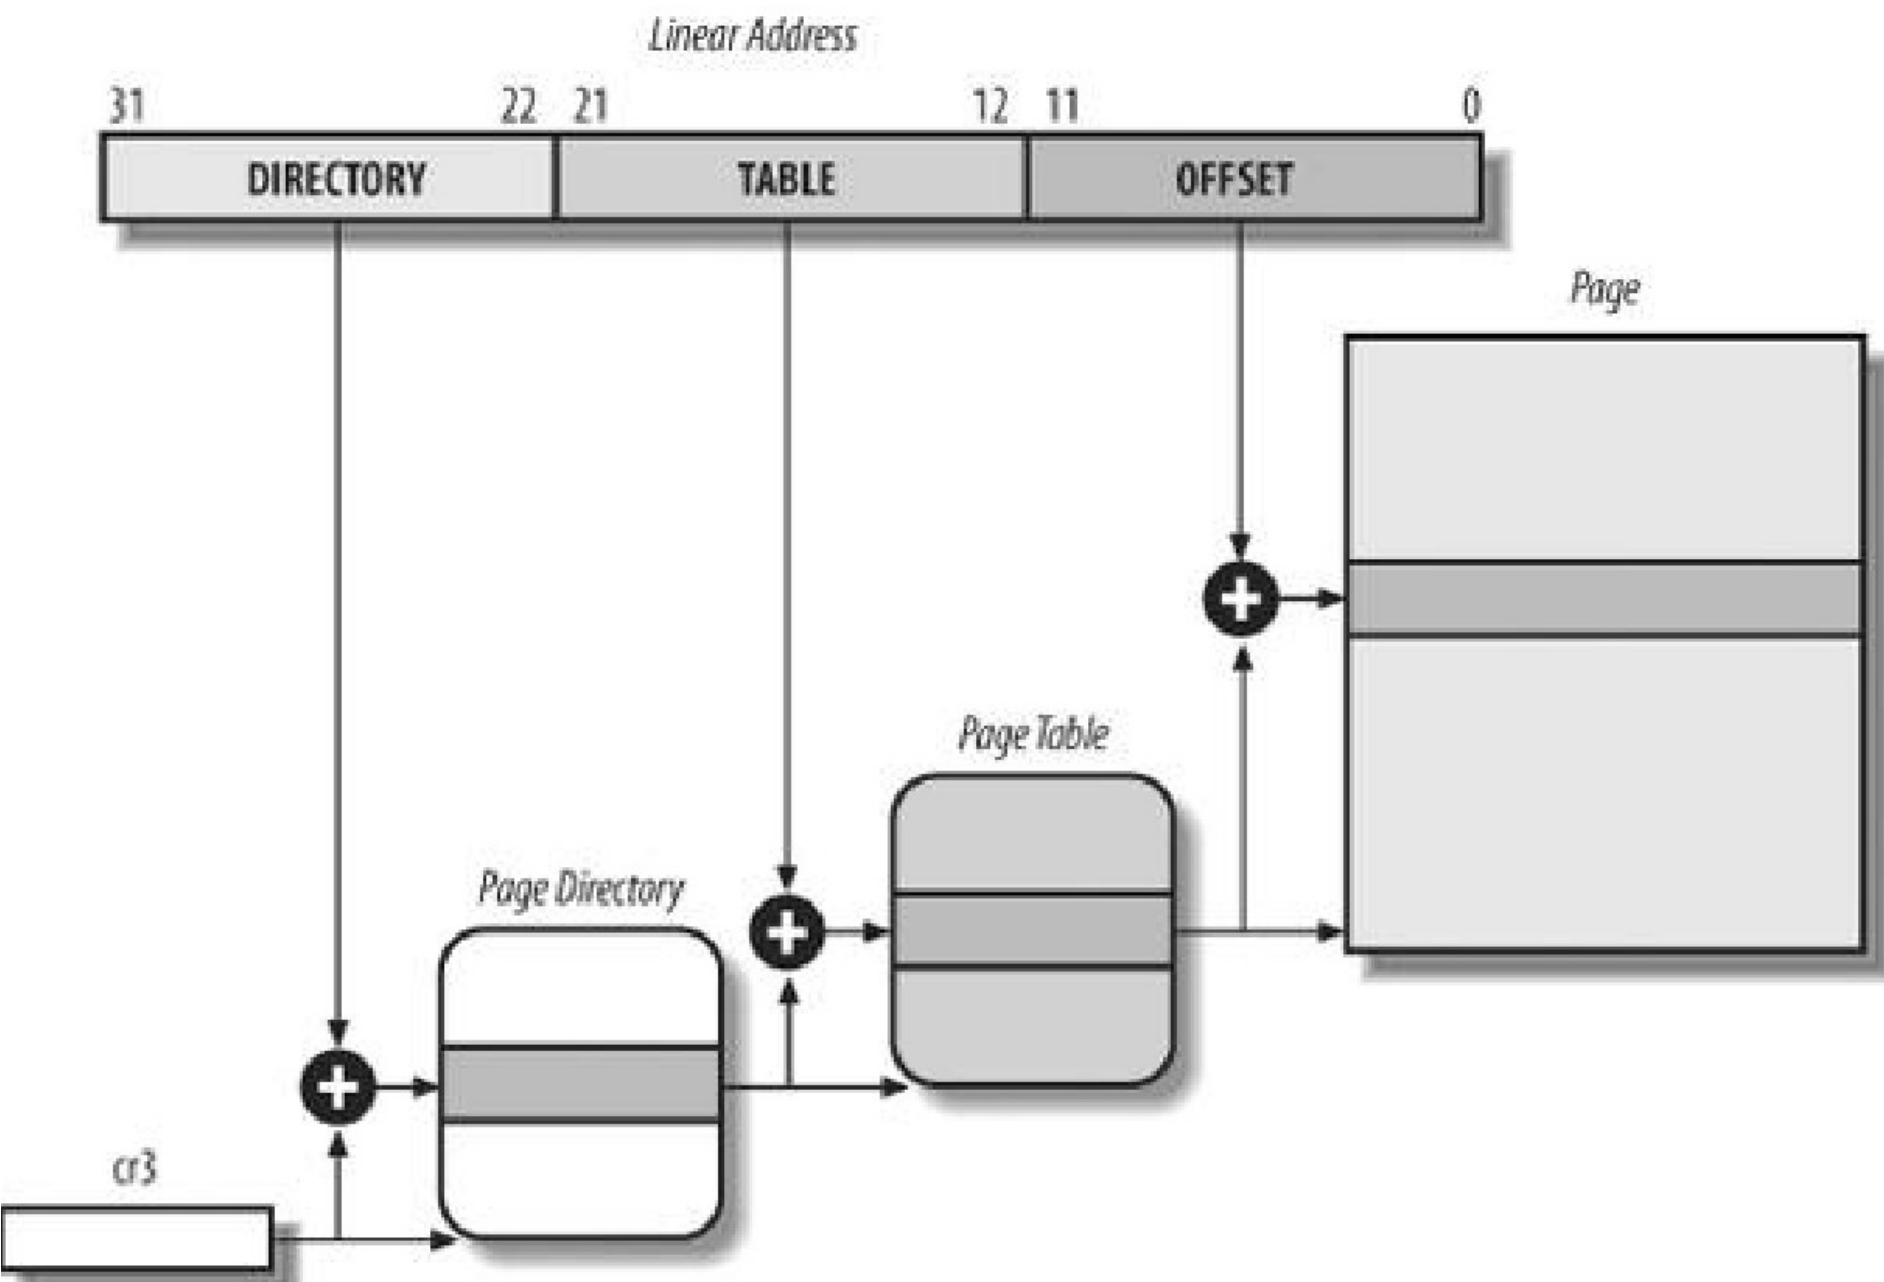 Linear Address
31 22 21 12 11 0
DIRECTORY TABLE OFFSET
Page
Page Table
Page Directory
cr3